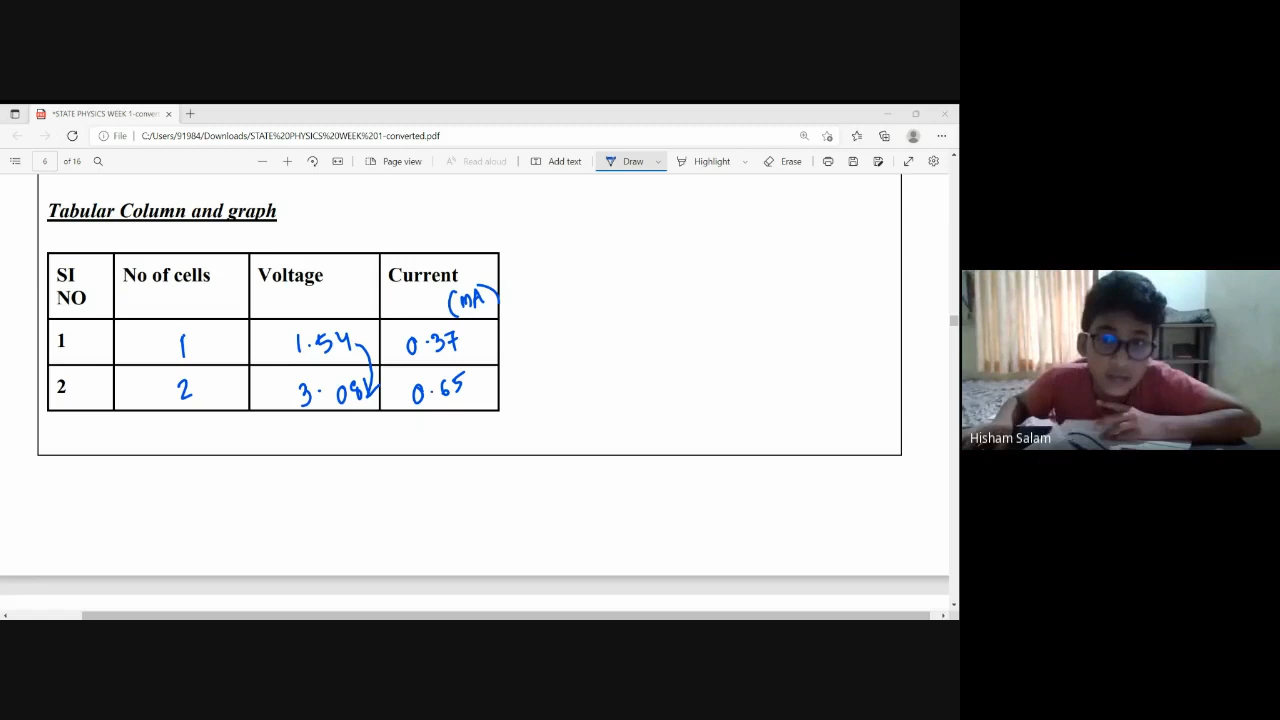 *STATE PHYSICS WEEK 1-convert
File C:/Users/91984/Downloads/STATE%20PHYSICS%20WEEK%201-converted.pdf
6 of 16 Page view Read aloud Add text Draw Highlight Erase
Tabular Column and graph
SI NO No of cells Voltage Current (mA)
1 1 1.54 0.37
2 2 3.08 0.65
Hisham Salam